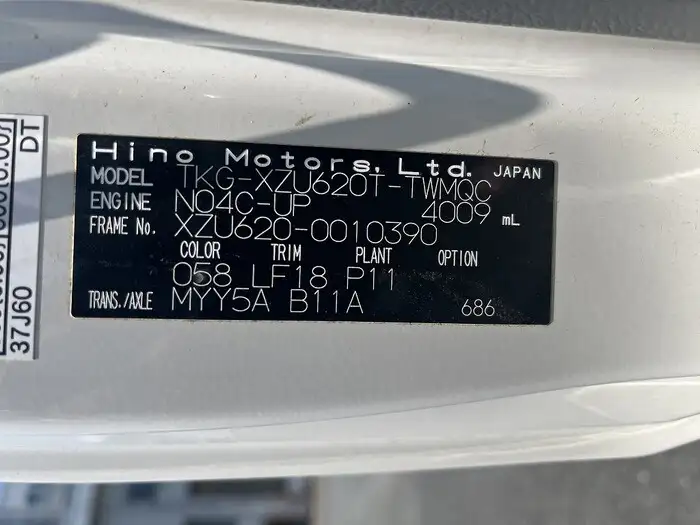 Hino Motors, Ltd. JAPAN
MODEL TKG-XZU620T-TWMQC
ENGINE N04C-UP 4009 mL
FRAME No. XZU620-0010390
COLOR TRIM PLANT OPTION
058 LF18 P11
TRANS./AXLE MYY5A B11A 686
DT
37J60